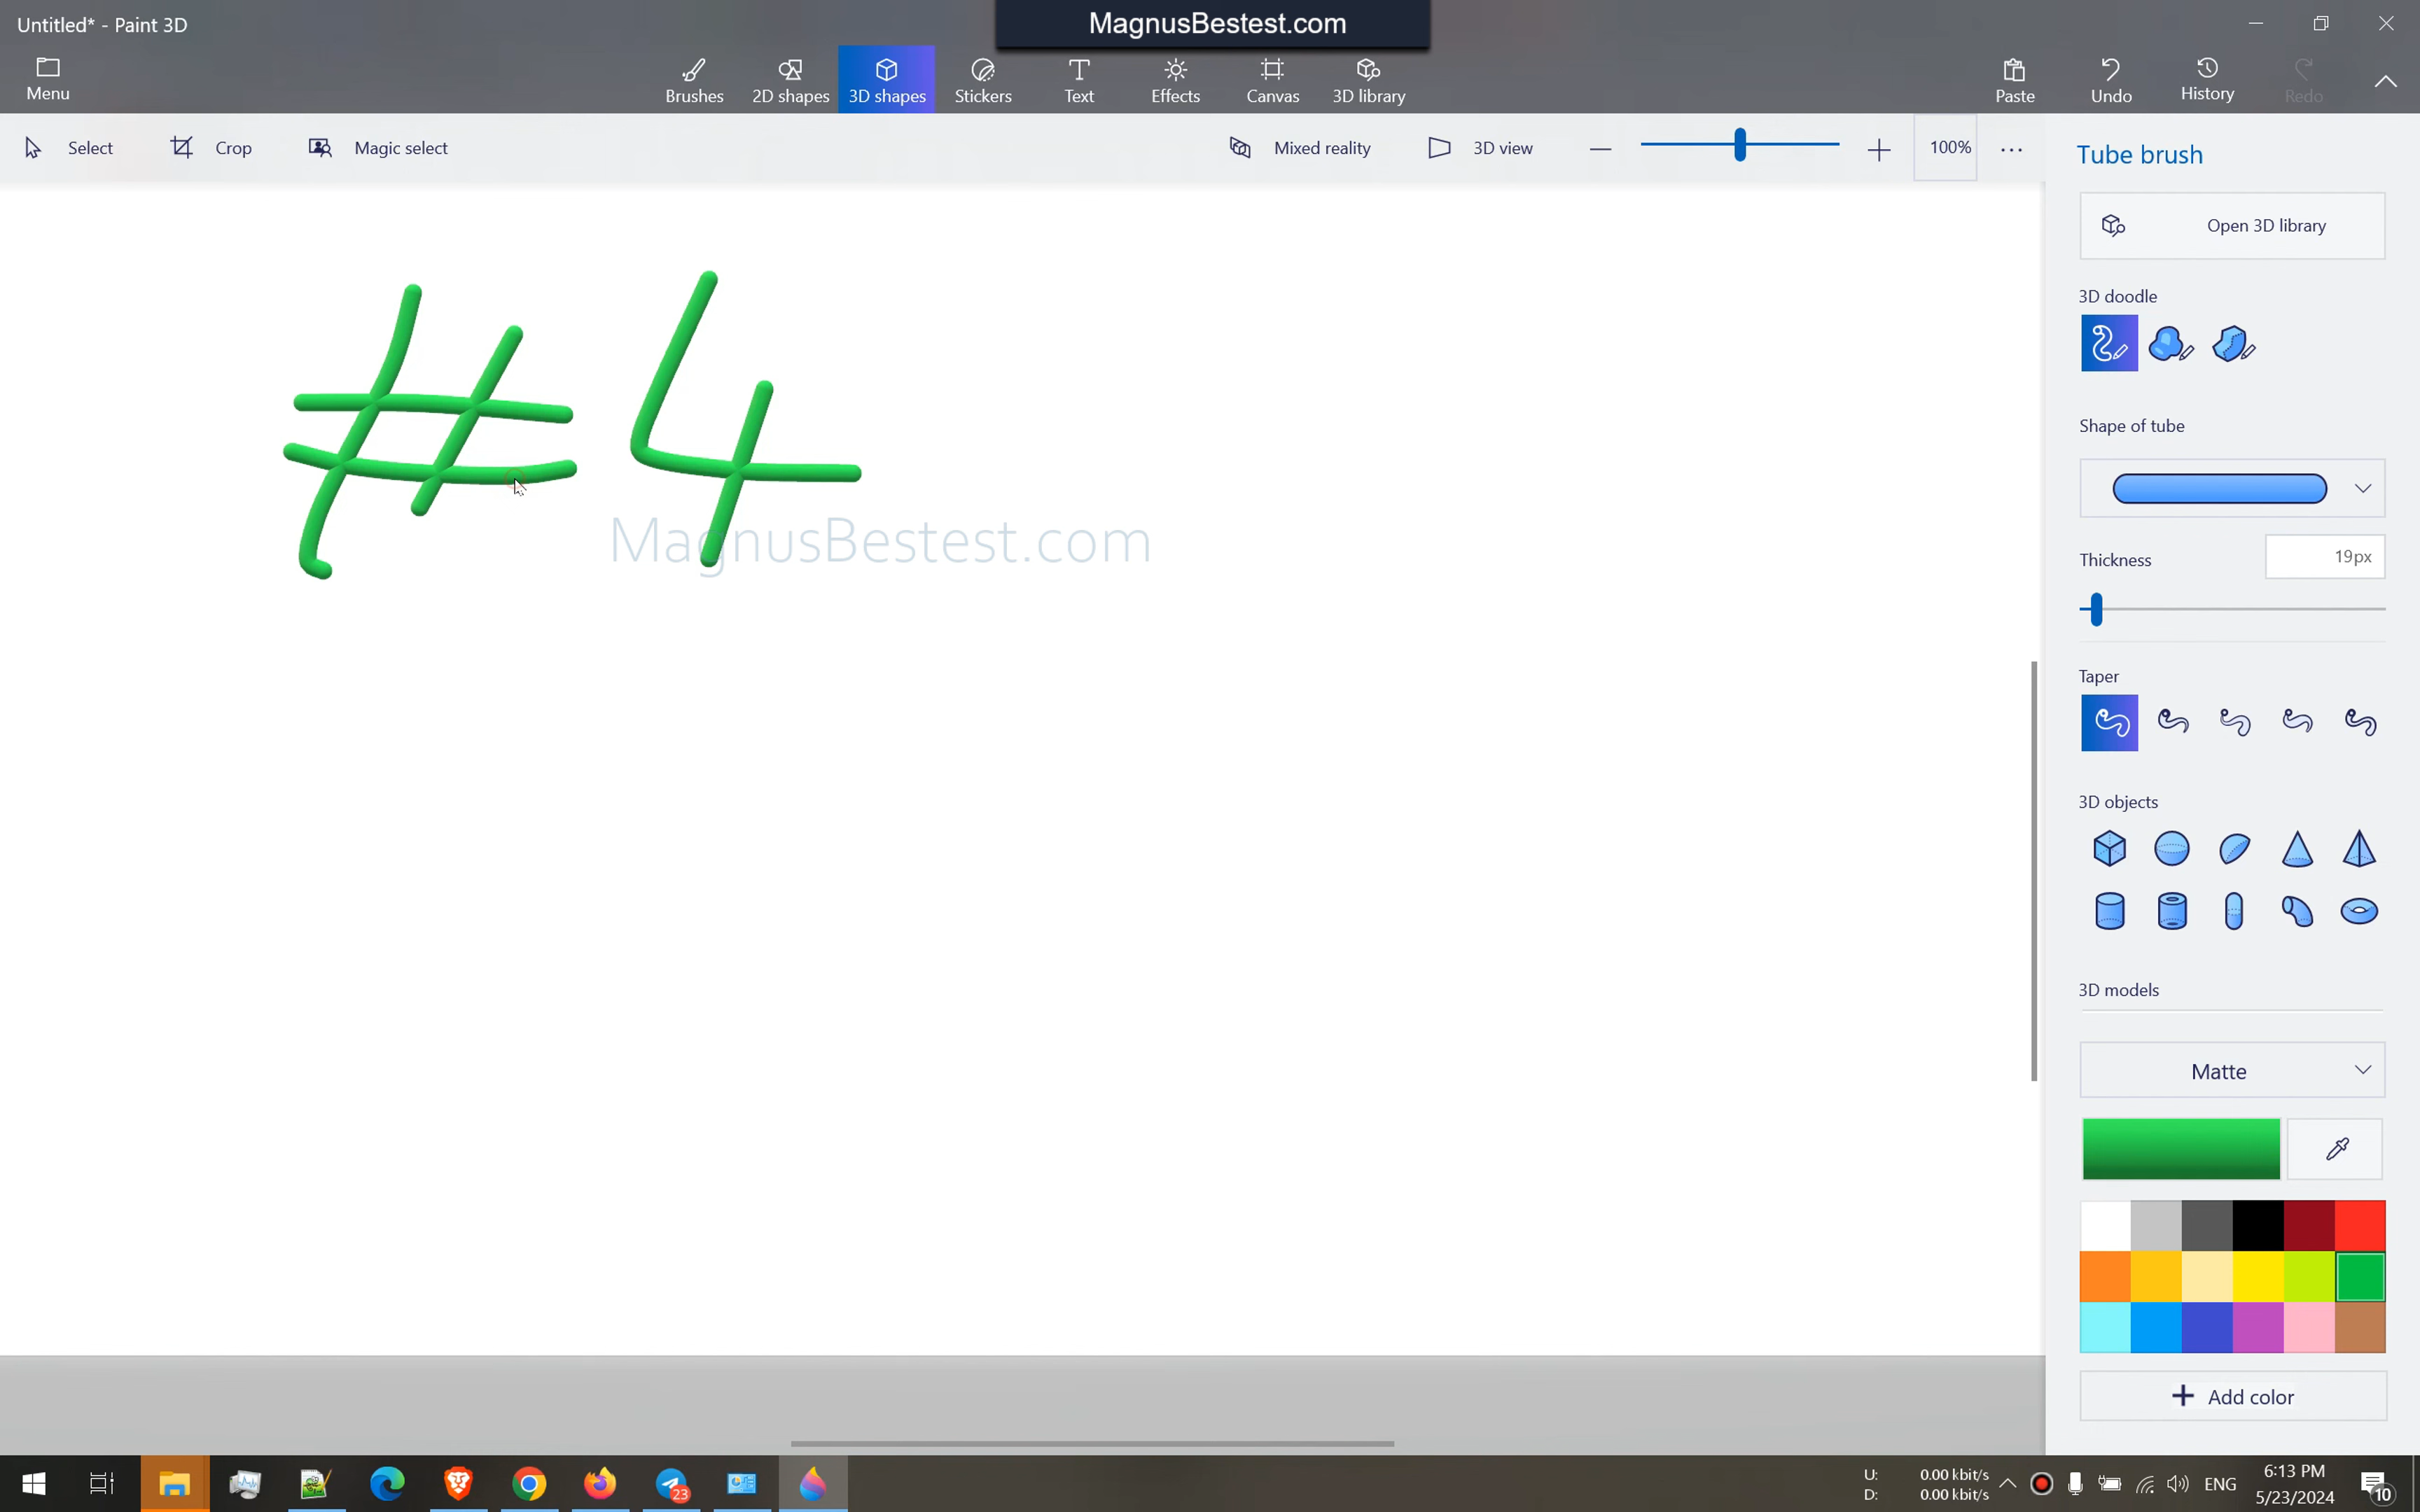 Untitled* - Paint 3D
MagnusBestest.com
Menu
Brushes
2D shapes
3D shapes
Stickers
Text
Effects
Canvas
3D library
Paste
Undo
History
Redo
Select
Crop
Magic select
Mixed reality
3D view
100%
Tube brush
Open 3D library
3D doodle
Shape of tube
Thickness
19px
Taper
3D objects
3D models
Matte
Add color
#4
MagnusBestest.com
23
U: 0.00 kbit/s
D: 0.00 kbit/s
ENG
6:13 PM
5/23/2024
10